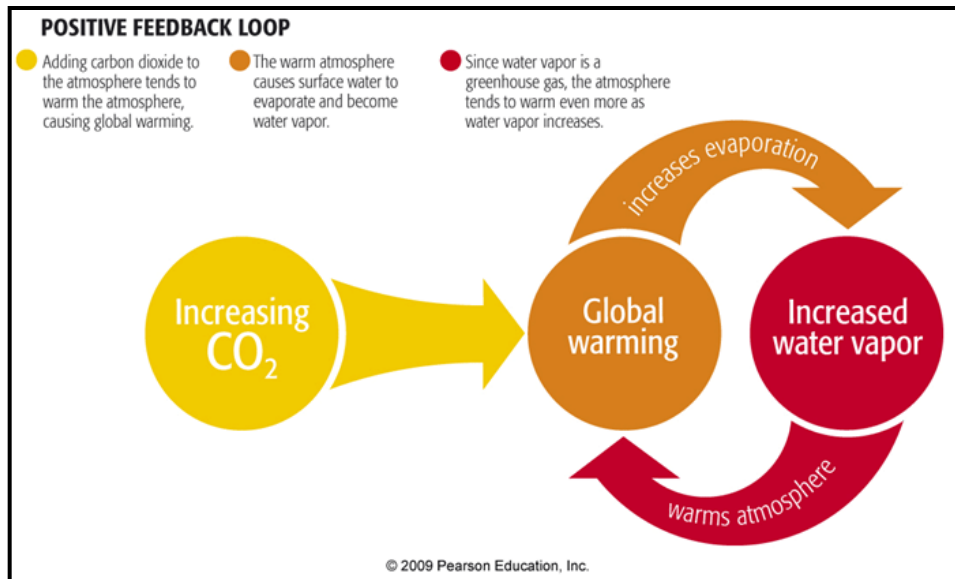 POSITIVE FEEDBACK LOOP
Adding carbon dioxide to
the atmosphere tends to
warm the atmosphere,
causing global warming.
The warm atmosphere
causes surface water to
evaporate and become
water vapor.
Since water vapor is a
greenhouse gas, the atmosphere
tends to warm even more as
water vapor increases.
increases evaporation
Increasing
CO₂
Global
warming
Increased
water vapor
warms atmosphere
© 2009 Pearson Education, Inc.